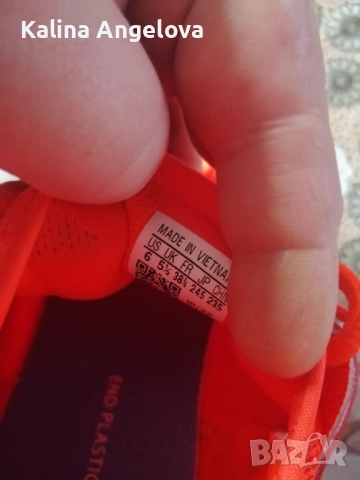 Kalina Angelova
MADE IN VIETNAM
US UK FR JP CHN
6 5½ 38⅔ 245 235
END PLASTIC
BAZAR